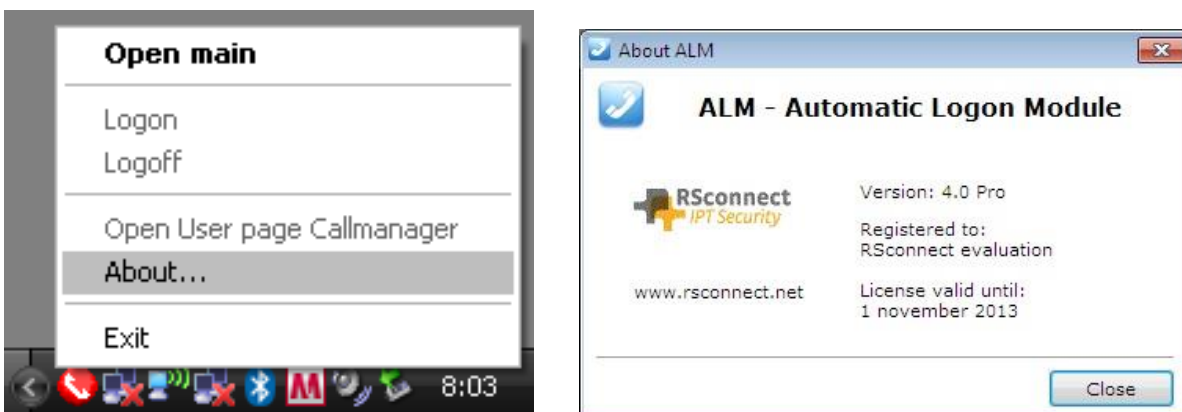 Open main
Logon
Logoff
Open User page Callmanager
About...
Exit
8:03
About ALM
ALM - Automatic Logon Module
RSconnect
IPT Security
www.rsconnect.net
Version: 4.0 Pro
Registered to:
RSconnect evaluation
License valid until:
1 november 2013
Close